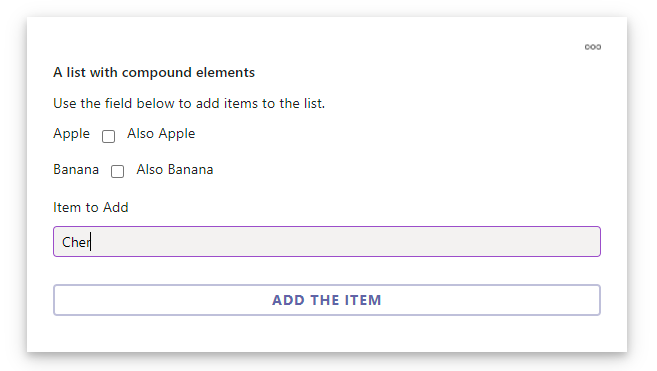 A list with compound elements
Use the field below to add items to the list.
Apple Also Apple
Banana Also Banana
Item to Add
Cher
ADD THE ITEM